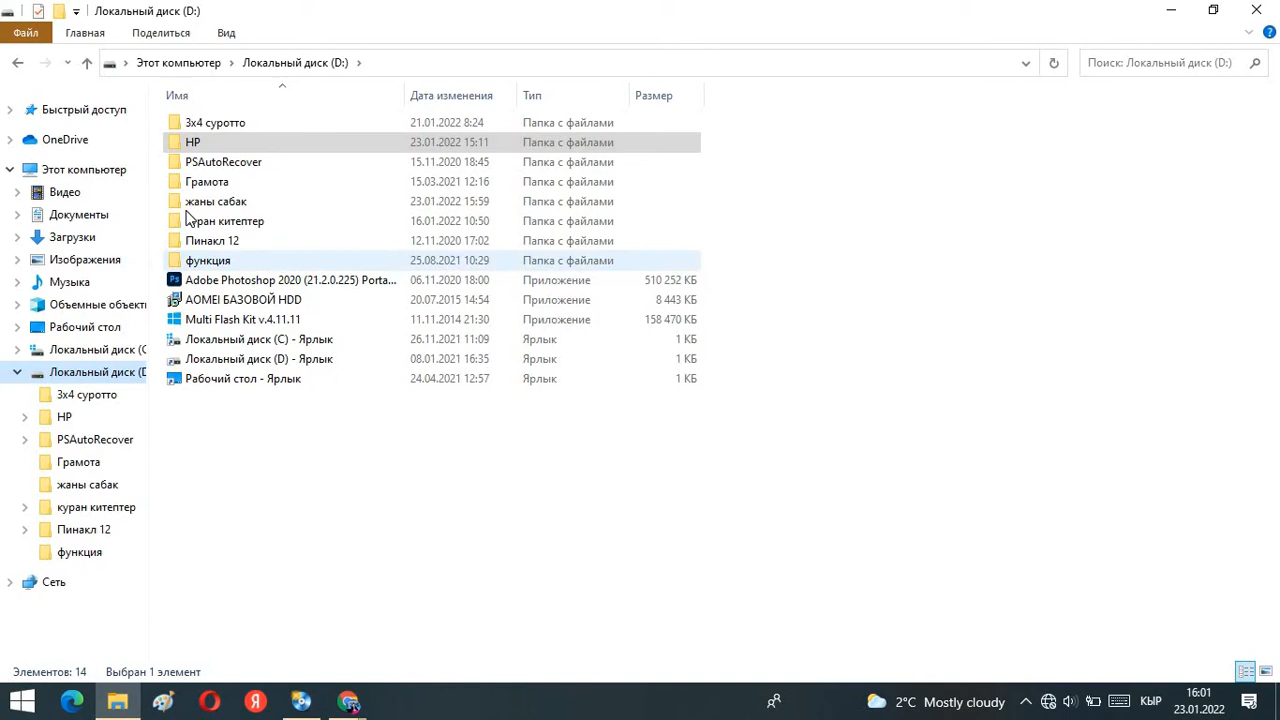 Локальный диск (D:)
Файл Главная Поделиться Вид
Этот компьютер Локальный диск (D:) Поиск: Локальный диск (D:)
Имя Дата изменения Тип Размер
3x4 суротто 21.01.2022 8:24 Папка с файлами
HP 23.01.2022 15:11 Папка с файлами
PSAutoRecover 15.11.2020 18:45 Папка с файлами
Грамота 15.03.2021 12:16 Папка с файлами
жаны сабак 23.01.2022 15:59 Папка с файлами
куран китептер 16.01.2022 10:50 Папка с файлами
Пинакл 12 12.11.2020 17:02 Папка с файлами
функция 25.08.2021 10:29 Папка с файлами
Adobe Photoshop 2020 (21.2.0.225) Porta... 06.11.2020 18:00 Приложение 510 252 КБ
AOMEI БАЗОВОЙ HDD 20.07.2015 14:54 Приложение 8 443 КБ
Multi Flash Kit v.4.11.11 11.11.2014 21:30 Приложение 158 470 КБ
Локальный диск (C) - Ярлык 26.11.2021 11:09 Ярлык 1 КБ
Локальный диск (D) - Ярлык 08.01.2021 16:35 Ярлык 1 КБ
Рабочий стол - Ярлык 24.04.2021 12:57 Ярлык 1 КБ
Быстрый доступ
OneDrive
Этот компьютер
Видео
Документы
Загрузки
Изображения
Музыка
Объемные объекты
Рабочий стол
Локальный диск (C
Локальный диск (D
3x4 суротто
HP
PSAutoRecover
Грамота
жаны сабак
куран китептер
Пинакл 12
функция
Сеть
Элементов: 14 Выбран 1 элемент
2°C Mostly cloudy КЫР 16:01
23.01.2022